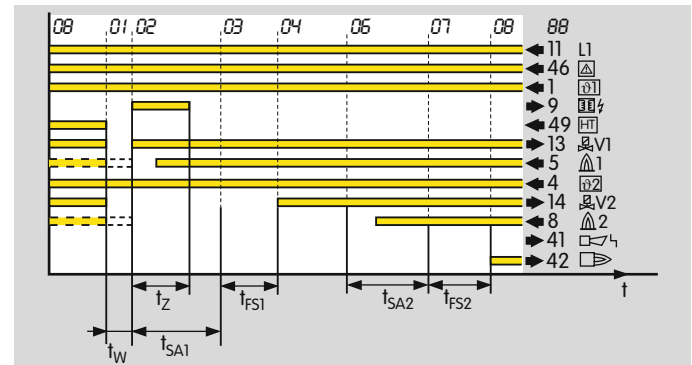 08 01 02 03 04 06 07 08 88
11 L1
46
1 ϑ1
9
49 HT
13 V1
5 1
4 ϑ2
14 V2
8 2
41
42
t
tZ tFS1 tSA2 tFS2
tW tSA1